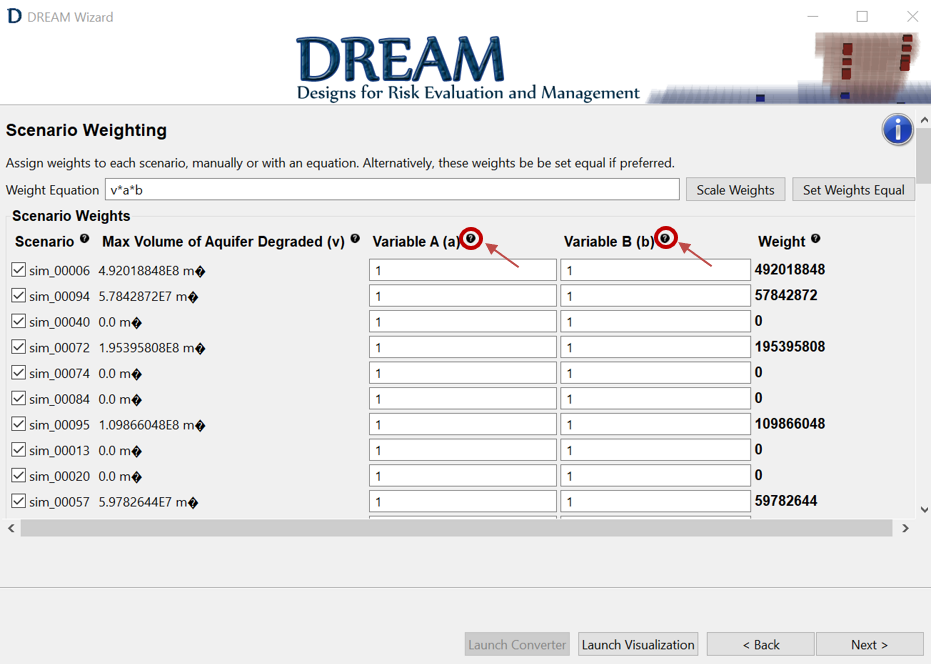 D DREAM Wizard
DREAM
Designs for Risk Evaluation and Management
Scenario Weighting
i
Assign weights to each scenario, manually or with an equation. Alternatively, these weights be be set equal if preferred.
Weight Equation v*a*b Scale Weights Set Weights Equal
Scenario Weights
Scenario ? Max Volume of Aquifer Degraded (v) ? Variable A (a) ? Variable B (b) ? Weight ?
sim_00006 4.92018848E8 m� 1 1 492018848
sim_00094 5.7842872E7 m� 1 1 57842872
sim_00040 0.0 m� 1 1 0
sim_00072 1.95395808E8 m� 1 1 195395808
sim_00074 0.0 m� 1 1 0
sim_00084 0.0 m� 1 1 0
sim_00095 1.09866048E8 m� 1 1 109866048
sim_00013 0.0 m� 1 1 0
sim_00020 0.0 m� 1 1 0
sim_00057 5.9782644E7 m� 1 1 59782644
Launch Converter Launch Visualization < Back Next >